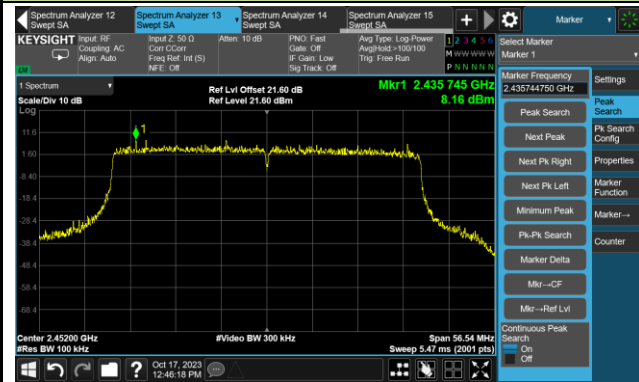 Spectrum Analyzer 12
Swept SA
Spectrum Analyzer 13
Swept SA
Spectrum Analyzer 14
Swept SA
Spectrum Analyzer 15
Swept SA
Marker
KEYSIGHT
Input: RF
Coupling: AC
Align: Auto
Input Z: 50 Ω
Corr CCorr
Freq Ref: Int (S)
NFE: Off
Atten: 10 dB
PNO: Fast
Gate: Off
IF Gain: Low
Sig Track: Off
Avg Type: Log-Power
Avg|Hold >100/100
Trig: Free Run
1 2 3 4 5 6
M W W W W W
P N N N N N
Select Marker
Marker 1
1 Spectrum
Scale/Div 10 dB
Ref Lvl Offset 21.60 dB
Ref Level 21.60 dBm
Mkr1 2.435 745 GHz
8.16 dBm
Marker Frequency
2.435744750 GHz
Peak Search
Next Peak
Next Pk Right
Next Pk Left
Minimum Peak
Pk-Pk Search
Marker Delta
Mkr→CF
Mkr→Ref Lvl
Continuous Peak
Search
On
Off
Settings
Peak
Search
Pk Search
Config
Properties
Marker
Function
Marker→
Counter
Log
11.6
1.60
-8.40
-18.4
-28.4
-38.4
-48.4
-58.4
-68.4
1
Center 2.45200 GHz
#Res BW 100 kHz
#Video BW 300 kHz
Span 56.54 MHz
Sweep 5.47 ms (2001 pts)
Oct 17, 2023
12:46:18 PM